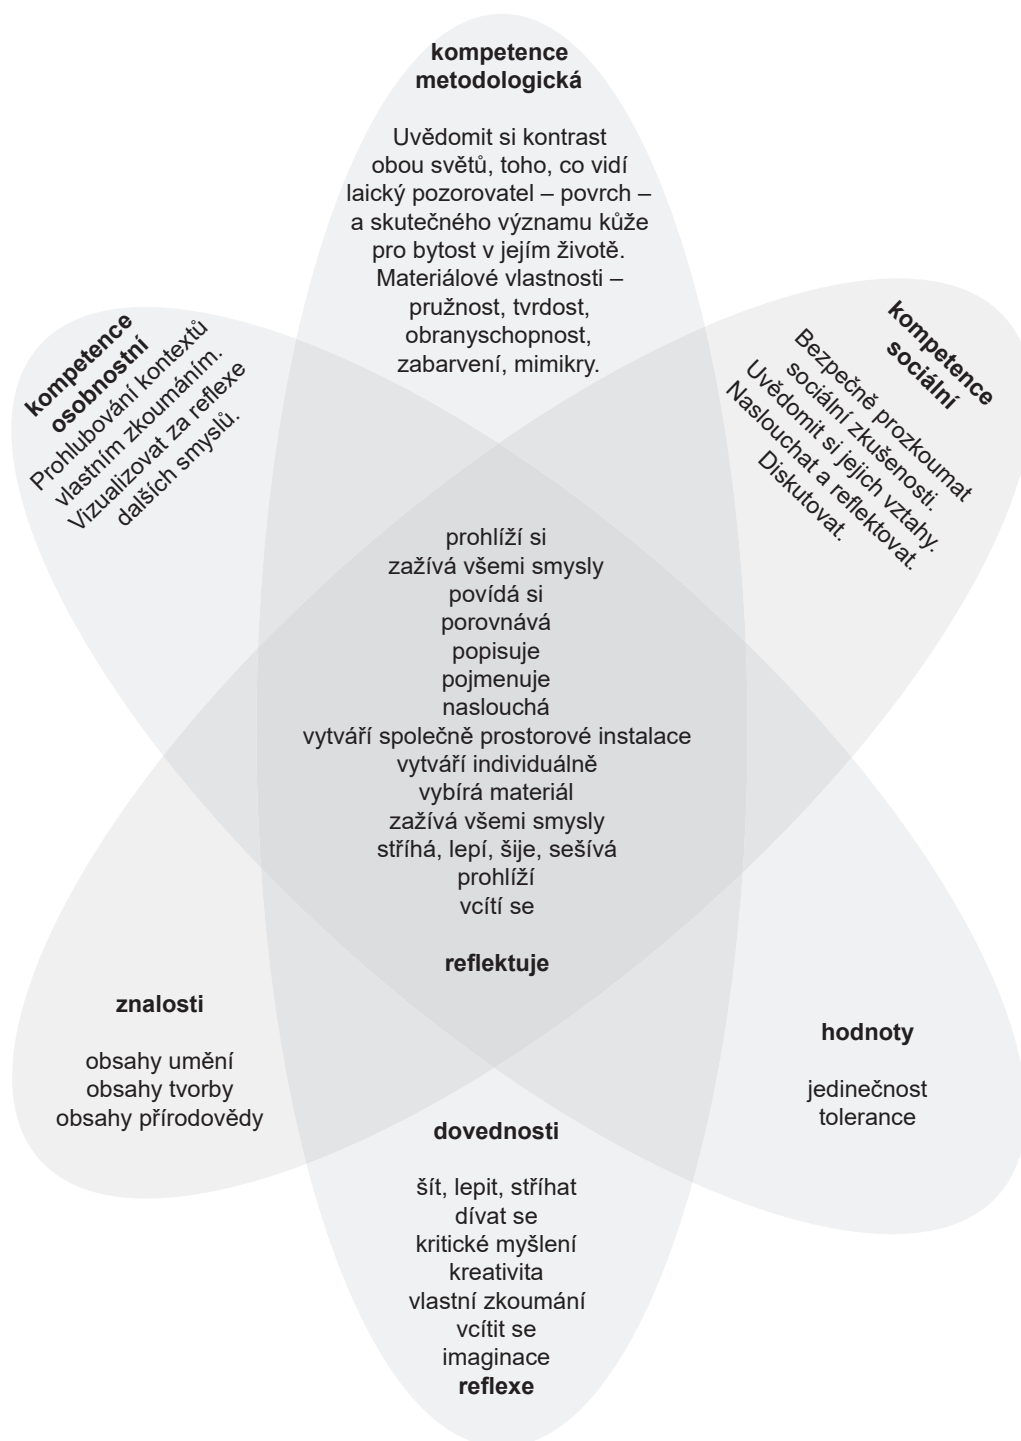 kompetence
metodologická
Uvědomit si kontrast
obou světů, toho, co vidí
laický pozorovatel – povrch –
a skutečného významu kůže
pro bytost v jejím životě.
Materiálové vlastnosti –
pružnost, tvrdost,
obranyschopnost,
zabarvení, mimikry.
kompetence
osobnostní
Prohlubování kontextů
vlastním zkoumáním.
Vizualizovat za reflexe
dalších smyslů.
kompetence
sociální
Bezpečně prozkoumat
sociální zkušenosti.
Uvědomit si jejich vztahy.
Naslouchat a reflektovat.
Diskutovat.
prohlíží si
zažívá všemi smysly
povídá si
porovnává
popisuje
pojmenuje
naslouchá
vytváří společně prostorové instalace
vytváří individuálně
vybírá materiál
zažívá všemi smysly
stříhá, lepí, šije, sešívá
prohlíží
vcítí se
reflektuje
znalosti
obsahy umění
obsahy tvorby
obsahy přírodovědy
hodnoty
jedinečnost
tolerance
dovednosti
šít, lepit, stříhat
dívat se
kritické myšlení
kreativita
vlastní zkoumání
vcítit se
imaginace
reflexe